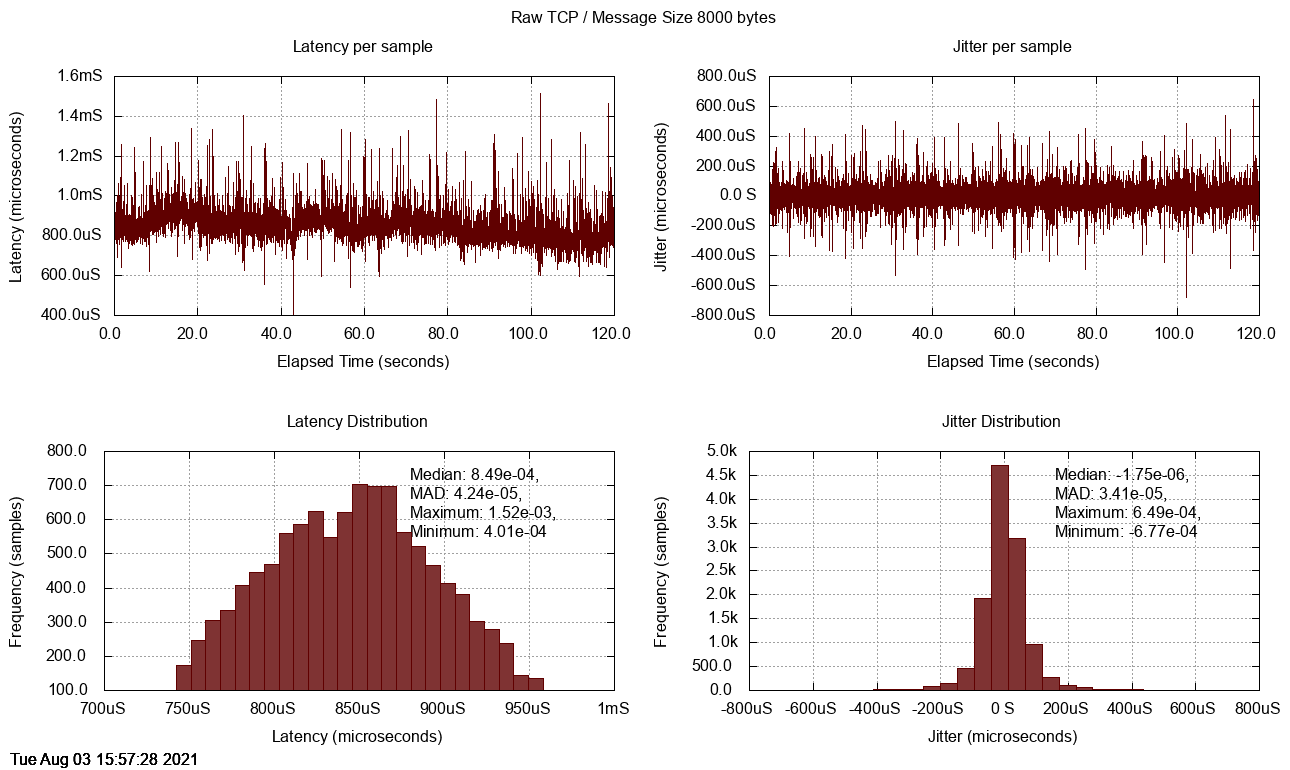 Raw TCP / Message Size 8000 bytes
Latency per sample
Latency (microseconds)
1.6mS
1.4mS
1.2mS
1.0mS
800.0uS
600.0uS
400.0uS
0.0 20.0 40.0 60.0 80.0 100.0 120.0
Elapsed Time (seconds)
Jitter per sample
Jitter (microseconds)
800.0uS
600.0uS
400.0uS
200.0uS
0.0 S
-200.0uS
-400.0uS
-600.0uS
-800.0uS
0.0 20.0 40.0 60.0 80.0 100.0 120.0
Elapsed Time (seconds)
Latency Distribution
Frequency (samples)
800.0
700.0
600.0
500.0
400.0
300.0
200.0
100.0
Median: 8.49e-04,
MAD: 4.24e-05,
Maximum: 1.52e-03,
Minimum: 4.01e-04
700uS 750uS 800uS 850uS 900uS 950uS 1mS
Latency (microseconds)
Jitter Distribution
Frequency (samples)
5.0k
4.5k
4.0k
3.5k
3.0k
2.5k
2.0k
1.5k
1.0k
500.0
0.0
Median: -1.75e-06,
MAD: 3.41e-05,
Maximum: 6.49e-04,
Minimum: -6.77e-04
-800uS -600uS -400uS -200uS 0 S 200uS 400uS 600uS 800uS
Jitter (microseconds)
Tue Aug 03 15:57:28 2021